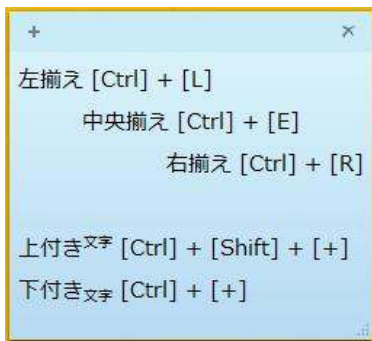 左揃え [Ctrl] + [L]
中央揃え [Ctrl] + [E]
右揃え [Ctrl] + [R]
上付き文字 [Ctrl] + [Shift] + [+]
下付き文字 [Ctrl] + [+]